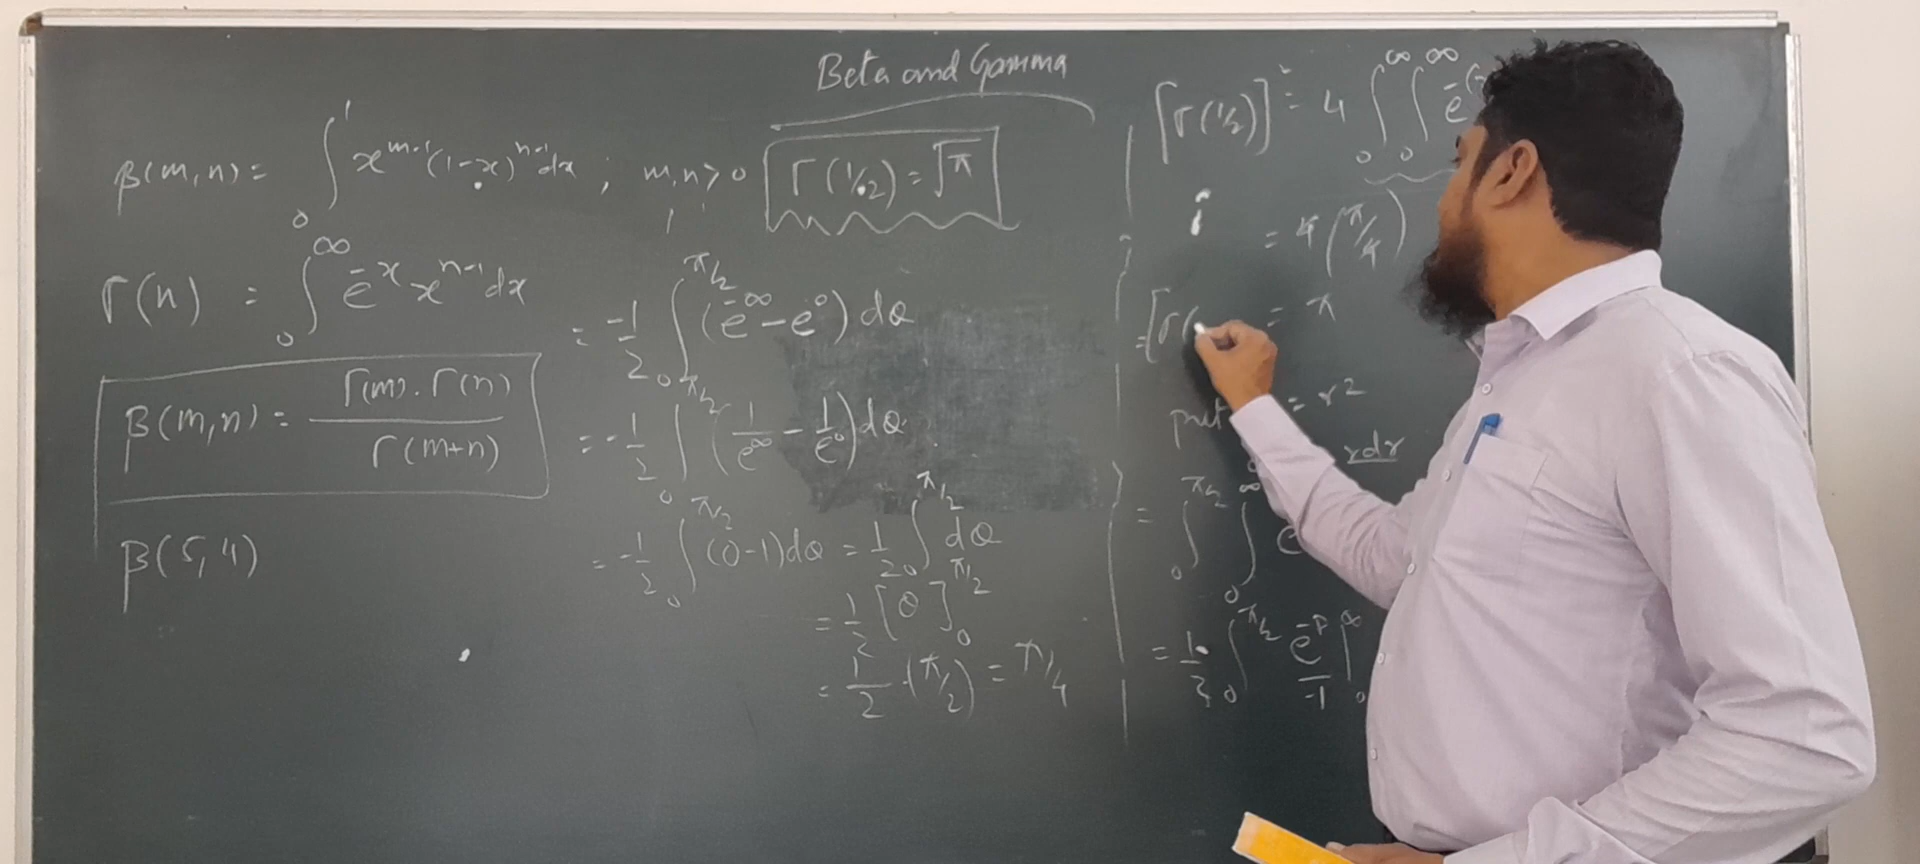 Beta and Gamma
β(m,n) = ∫₀¹ x^{m-1}(1-x)^{n-1} dx ; m,n > 0
Γ(1/2) = √π
Γ(n) = ∫₀^∞ e^{-x} x^{n-1} dx
β(m,n) = Γ(m).Γ(n) / Γ(m+n)
β(5,4)
= -1/2 ∫₀^{π/2} (e^{-∞} - e^0) dθ
= -1/2 ∫₀^{π/2} (1/e^∞ - 1/e^0) dθ
= -1/2 ∫₀^{π/2} (0-1) dθ = 1/2 ∫₀^{π/2} dθ
= 1/2 [θ]₀^{π/2}
= 1/2 . (π/2) = π/4
[Γ(1/2)]² = 4 ∫₀^∞ ∫₀^∞ e^{-(
= 4 (π/4)
= [Γ( = π
put = r²
rdr
= ∫₀^{π/2} ∫₀^∞ e
= 1/2 ∫₀^{π/2} e^{-p}/-1 |₀^∞